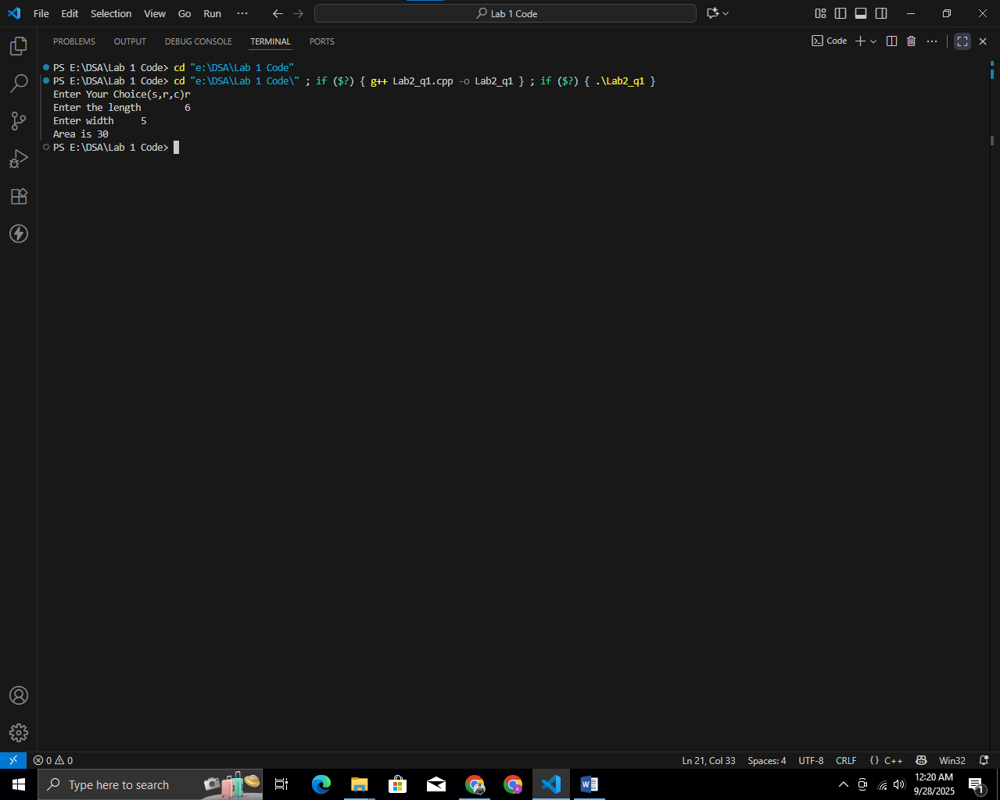 File Edit Selection View Go Run ··· Lab 1 Code
PROBLEMS OUTPUT DEBUG CONSOLE TERMINAL PORTS Code
PS E:\DSA\Lab 1 Code> cd "e:\DSA\Lab 1 Code"
PS E:\DSA\Lab 1 Code> cd "e:\DSA\Lab 1 Code\" ; if ($?) { g++ Lab2_q1.cpp -o Lab2_q1 } ; if ($?) { .\Lab2_q1 }
Enter Your Choice(s,r,c)r
Enter the length        6
Enter width     5
Area is 30
PS E:\DSA\Lab 1 Code>
0 0 Ln 21, Col 33 Spaces: 4 UTF-8 CRLF {} C++ Win32
Type here to search 12:20 AM
9/28/2025 1